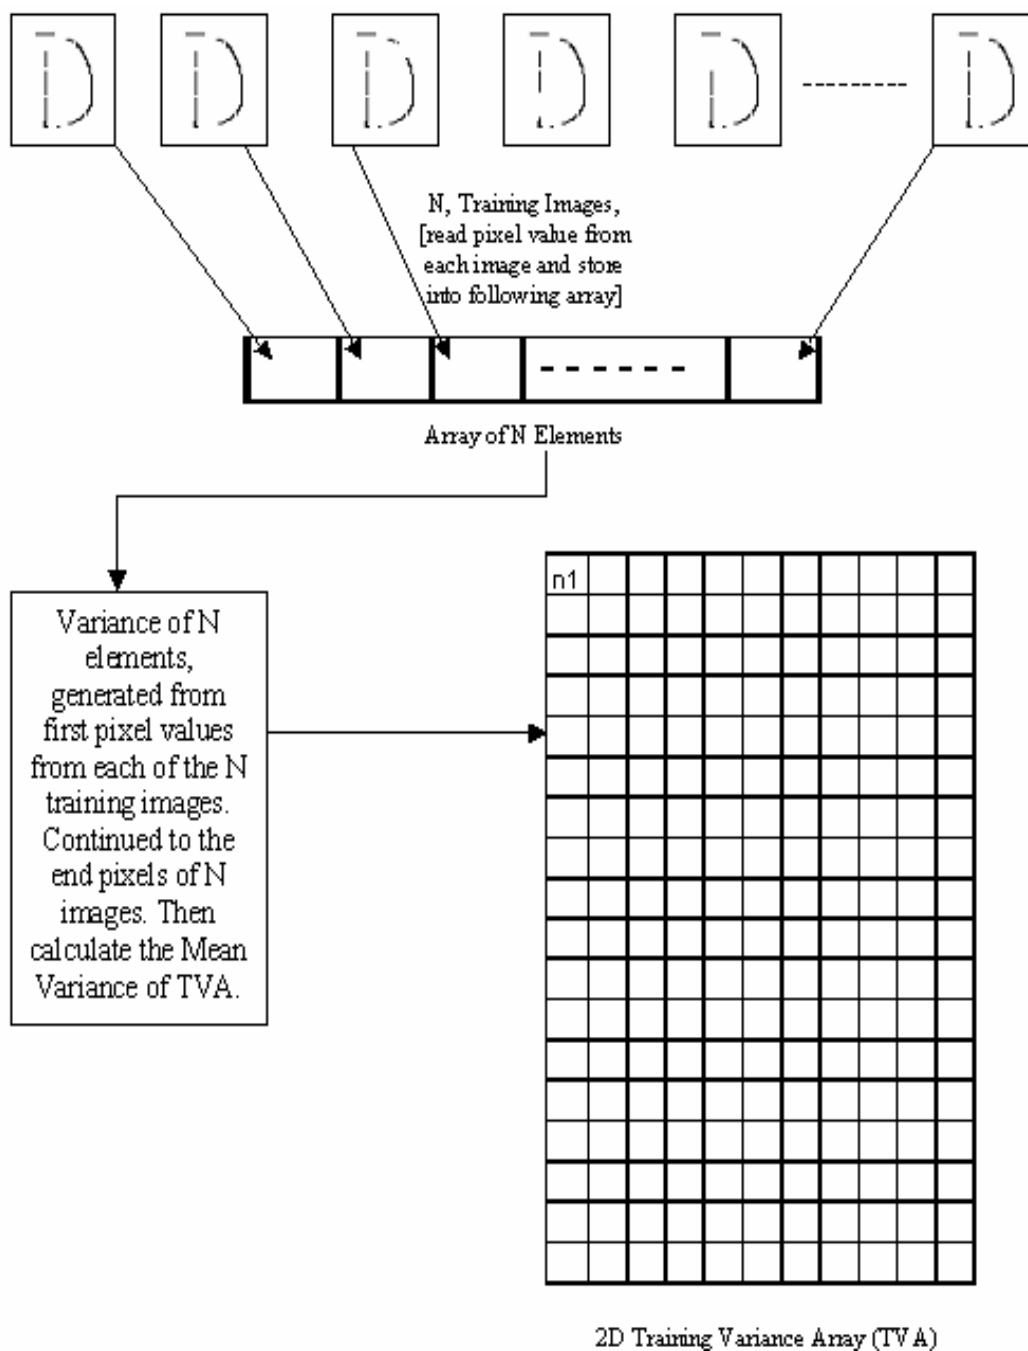 N, Training Images,
[read pixel value from
each image and store
into following array]
Array of N Elements
Variance of N
elements,
generated from
first pixel values
from each of the N
training images.
Continued to the
end pixels of N
images. Then
calculate the Mean
Variance of TVA.
n1
2D Training Variance Array (TVA)